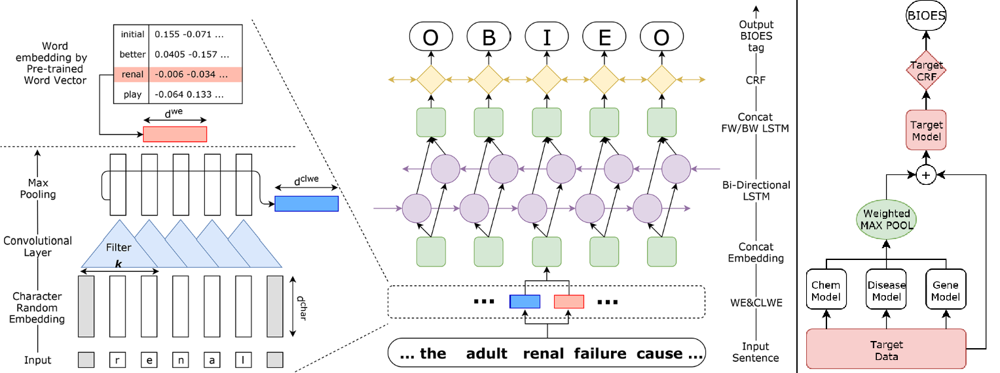 Word
embedding by
Pre-trained
Word Vector
initial 0.155 -0.071 ...
better 0.0405 -0.157 ...
renal -0.006 -0.034 ...
play -0.064 0.133 ...
d^we
Max
Pooling
d^clwe
Convolutional
Layer
Filter
k
Character
Random
Embedding
d^char
Input
r e n a l
O B I E O
... the adult renal failure cause ...
... ...
Output
BIOES
tag
CRF
Concat
FW/BW LSTM
Bi-Directional
LSTM
Concat
Embedding
WE&CLWE
Input
Sentence
BIOES
Target
CRF
Target
Model
+
Weighted
MAX POOL
Chem
Model
Disease
Model
Gene
Model
Target
Data